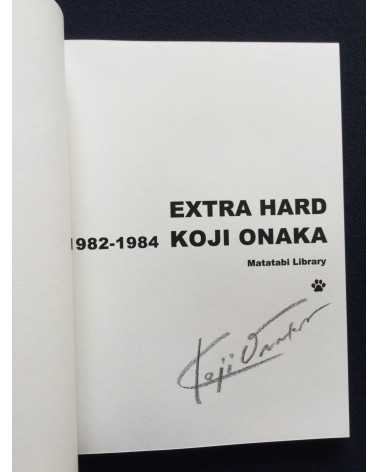 EXTRA HARD
1982-1984 KOJI ONAKA
Matatabi Library
Koji Onaka